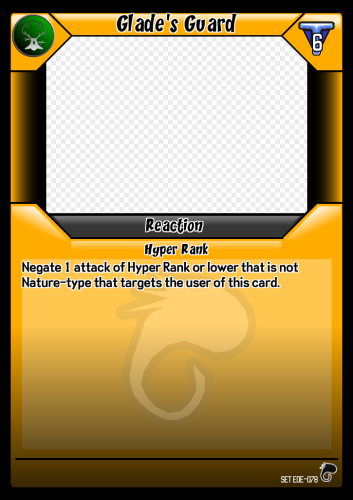 Glade's Guard
6
Reaction
Hyper Rank
Negate 1 attack of Hyper Rank or lower that is not
Nature-type that targets the user of this card.
SET EDE-078